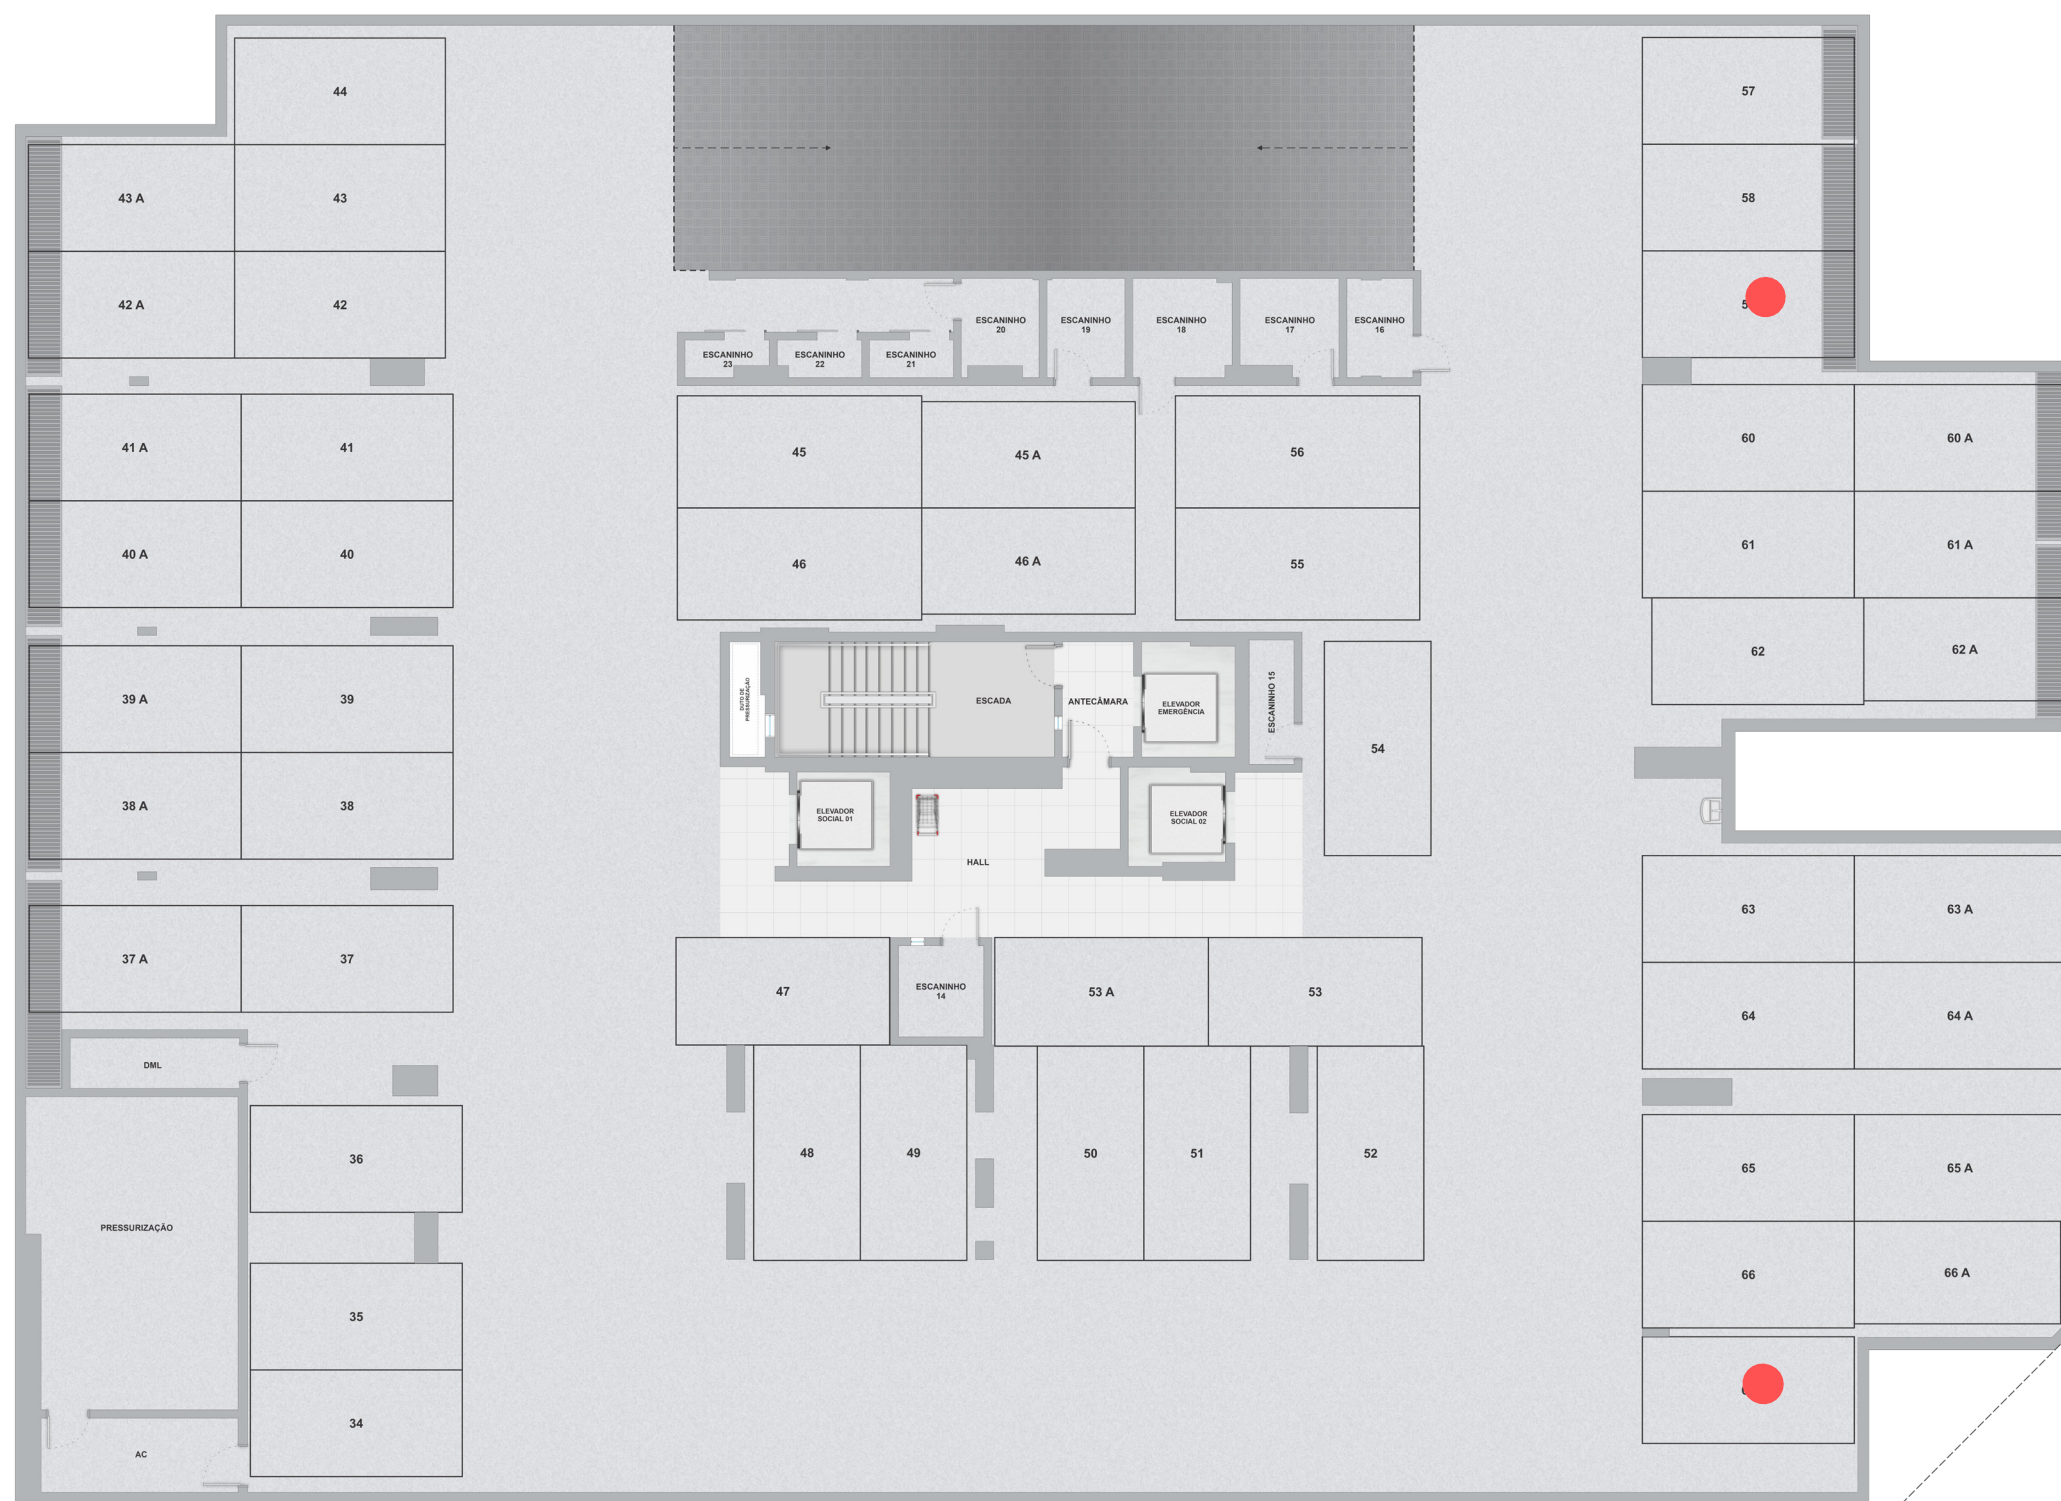 44
57
43 A
43
58
42 A
42
ESCANINHO
20
ESCANINHO
19
ESCANINHO
18
ESCANINHO
17
ESCANINHO
16
ESCANINHO
23
ESCANINHO
22
ESCANINHO
21
41 A
41
45
45 A
56
60
60 A
40 A
40
46
46 A
55
61
61 A
39 A
39
DUTO DE
PRESSURIZAÇÃO
ESCADA
ANTECÂMARA
ELEVADOR
EMERGÊNCIA
ESCANINHO 15
54
62
62 A
38 A
38
ELEVADOR
SOCIAL 01
HALL
ELEVADOR
SOCIAL 02
63
63 A
37 A
37
47
ESCANINHO
14
53 A
53
64
64 A
DML
36
48
49
50
51
52
65
65 A
PRESSURIZAÇÃO
66
66 A
35
34
AC